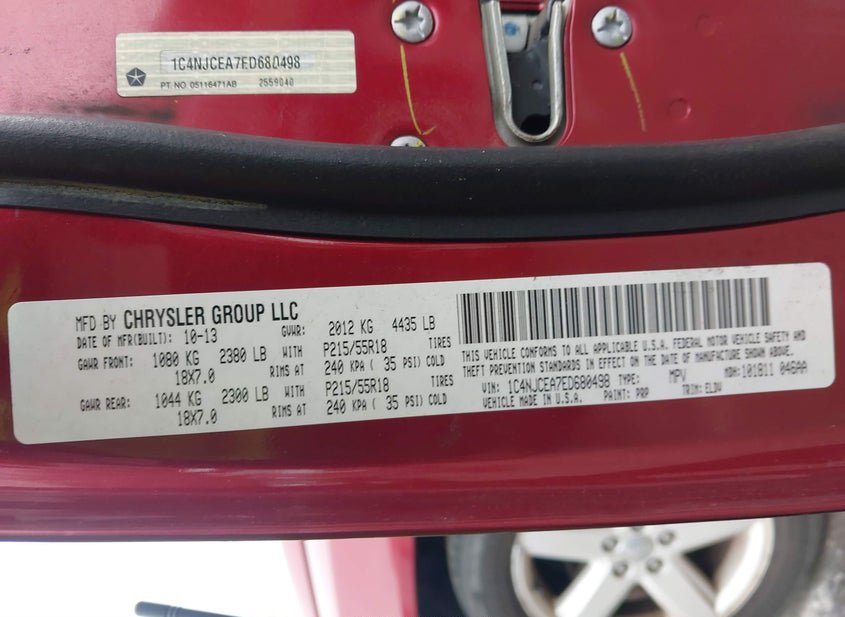 1C4NJCEA7ED680498
PT. NO. 05116471AB 2559040
MFD BY CHRYSLER GROUP LLC
DATE OF MFR(BUILT): 10-13 GVWR: 2012 KG 4435 LB
GAWR FRONT: 1080 KG 2380 LB WITH P215/55R18 TIRES
18X7.0 RIMS AT 240 KPA ( 35 PSI) COLD
GAWR REAR: 1044 KG 2300 LB WITH P215/55R18 TIRES
18X7.0 RIMS AT 240 KPA ( 35 PSI) COLD
THIS VEHICLE CONFORMS TO ALL APPLICABLE U.S.A. FEDERAL MOTOR VEHICLE SAFETY AND
THEFT PREVENTION STANDARDS IN EFFECT ON THE DATE OF MANUFACTURE SHOWN ABOVE.
VIN: 1C4NJCEA7ED680498 TYPE: MPV MDH: 101811 046AA
VEHICLE MADE IN U.S.A. PAINT: PRP TRIM: ELDV